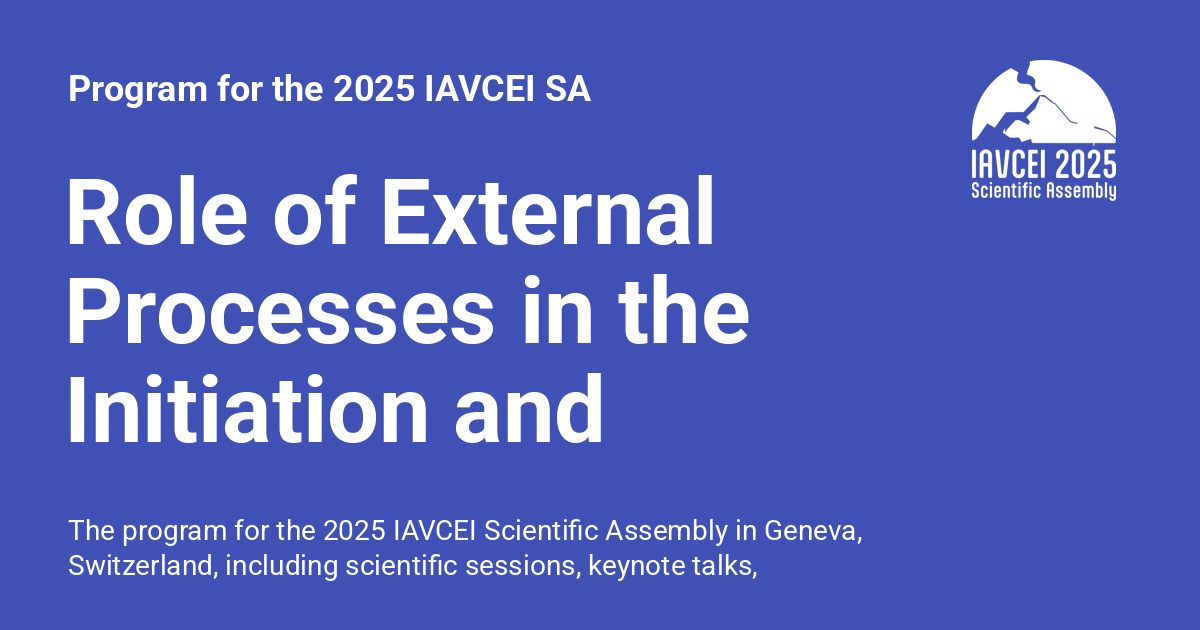 Program for the 2025 IAVCEI SA
IAVCEI 2025
Scientific Assembly
Role of External
Processes in the
Initiation and
The program for the 2025 IAVCEI Scientific Assembly in Geneva,
Switzerland, including scientific sessions, keynote talks,